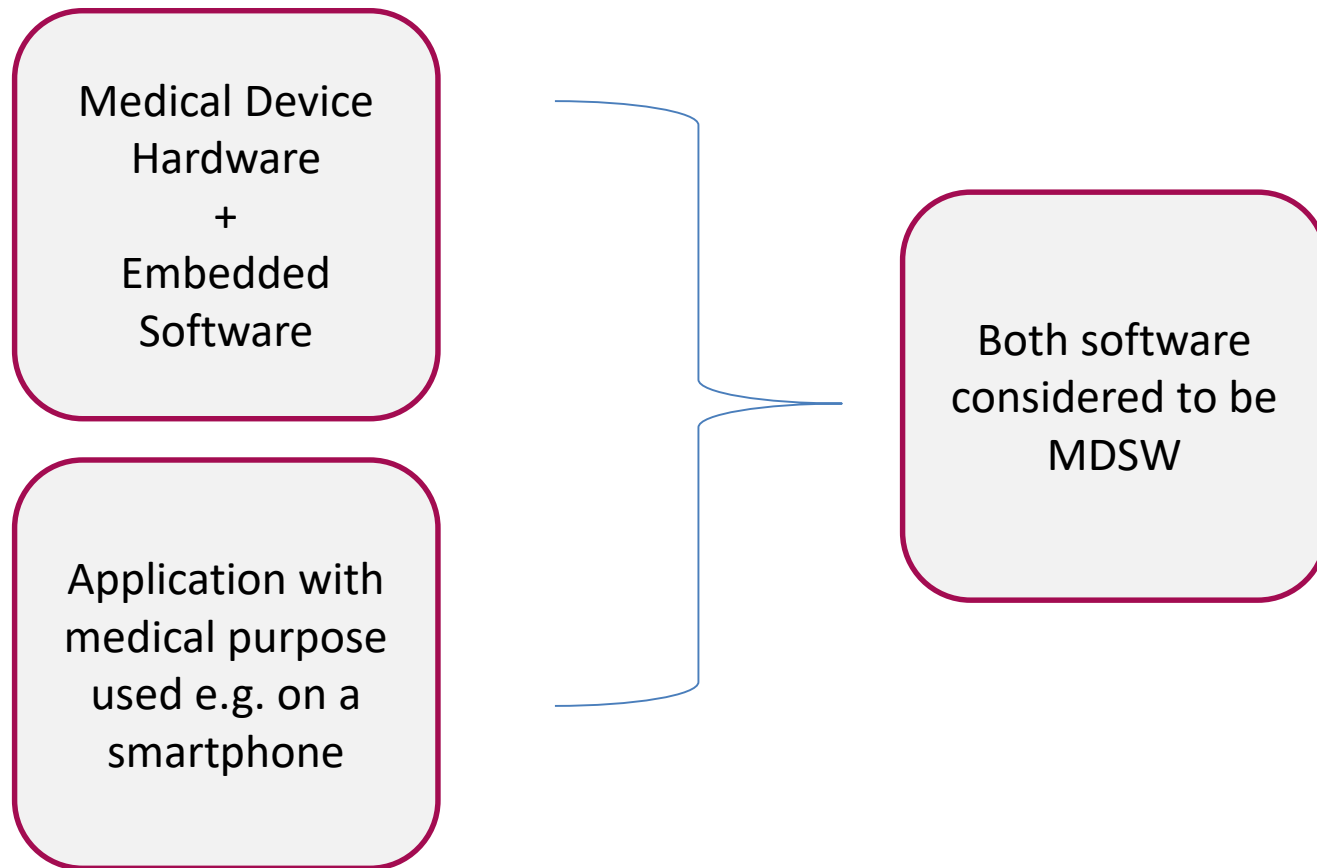 Medical Device
Hardware
+
Embedded
Software
Application with
medical purpose
used e.g. on a
smartphone
Both software
considered to be
MDSW